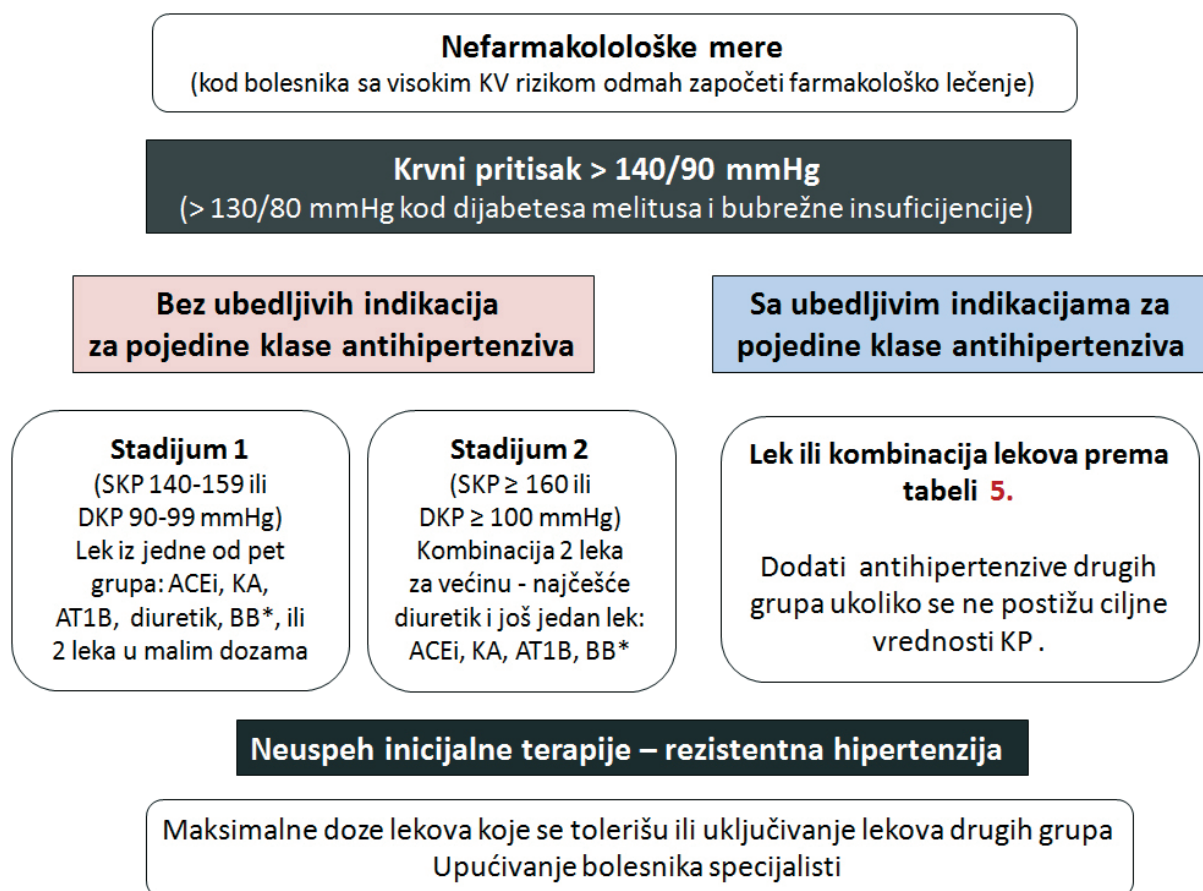 Nefarmakolološke mere
(kod bolesnika sa visokim KV rizikom odmah započeti farmakološko lečenje)
Krvni pritisak > 140/90 mmHg
(> 130/80 mmHg kod dijabetesa melitusa i bubrežne insuficijencije)
Bez ubedljivih indikacija
za pojedine klase antihipertenziva
Sa ubedljivim indikacijama za
pojedine klase antihipertenziva
Stadijum 1
(SKP 140-159 ili
DKP 90-99 mmHg)
Lek iz jedne od pet
grupa: ACEi, KA,
AT1B, diuretik, BB*, ili
2 leka u malim dozama
Stadijum 2
(SKP ≥ 160 ili
DKP ≥ 100 mmHg)
Kombinacija 2 leka
za većinu - najčešće
diuretik i još jedan lek:
ACEi, KA, AT1B, BB*
Lek ili kombinacija lekova prema
tabeli 5.
Dodati antihipertenzive drugih
grupa ukoliko se ne postižu ciljne
vrednosti KP .
Neuspeh inicijalne terapije – rezistentna hipertenzija
Maksimalne doze lekova koje se tolerišu ili uključivanje lekova drugih grupa
Upućivanje bolesnika specijalisti